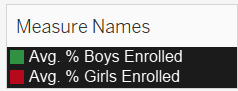 Measure Names
Avg. % Boys Enrolled
Avg. % Girls Enrolled